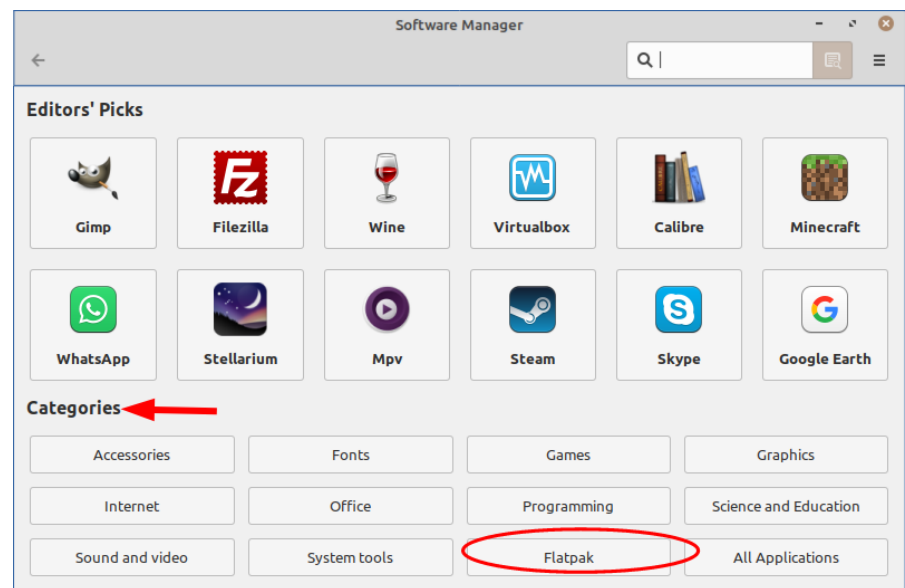 Software Manager
Editors' Picks
Gimp Filezilla Wine Virtualbox Calibre Minecraft
WhatsApp Stellarium Mpv Steam Skype Google Earth
Categories
Accessories Fonts Games Graphics
Internet Office Programming Science and Education
Sound and video System tools Flatpak All Applications